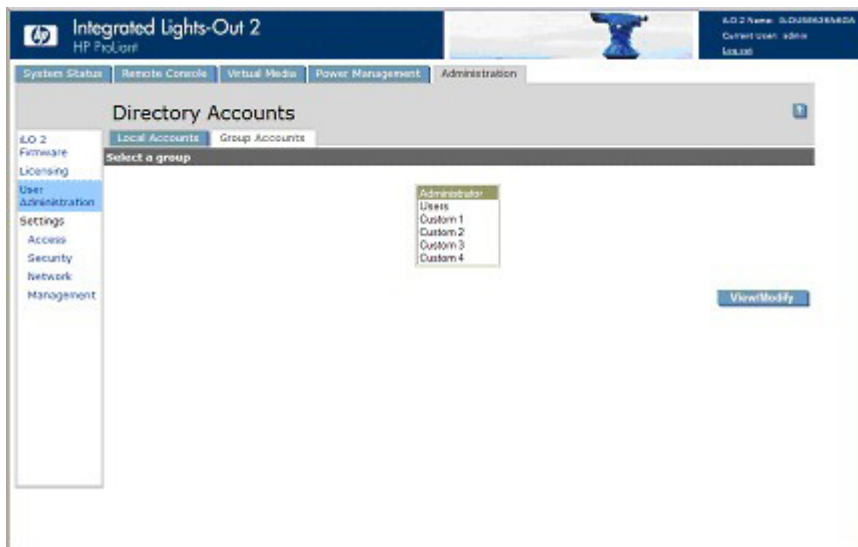 Integrated Lights-Out 2
HP ProLiant
Current User: admin
Log out
System Status
Remote Console
Virtual Media
Power Management
Administration
Directory Accounts
?
Local Accounts
Group Accounts
Select a group
iLO 2
Firmware
Licensing
User
Administration
Settings
Access
Security
Network
Management
Administrator
Users
Custom 1
Custom 2
Custom 3
Custom 4
View/Modify